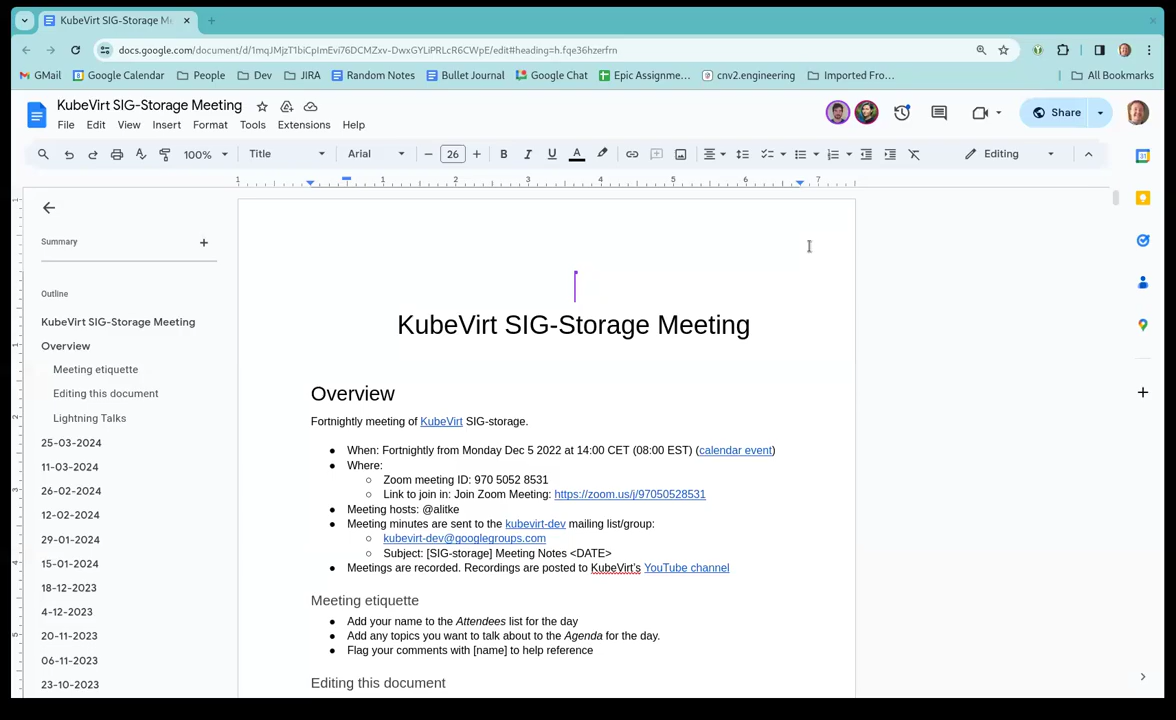 KubeVirt SIG-Storage M
docs.google.com/document/d/1mqJMjzT1biCpImEvi76DCMZxv-DwxGYLiPRLcR6CWpE/edit#heading=h.fqe36hzerfrn
GMail Google Calendar People Dev JIRA Random Notes Bullet Journal Google Chat Epic Assignme... cnv2.engineering Imported Fro... All Bookmarks
KubeVirt SIG-Storage Meeting
Share
File Edit View Insert Format Tools Extensions Help
100% Title Arial 26 B I U A Editing
1 1 2 3 4 5 6 7
Summary
Outline
KubeVirt SIG-Storage Meeting
Overview
Meeting etiquette
Editing this document
Lightning Talks
25-03-2024
11-03-2024
26-02-2024
12-02-2024
29-01-2024
15-01-2024
18-12-2023
4-12-2023
20-11-2023
06-11-2023
23-10-2023
KubeVirt SIG-Storage Meeting
Overview
Fortnightly meeting of KubeVirt SIG-storage.
● When: Fortnightly from Monday Dec 5 2022 at 14:00 CET (08:00 EST) (calendar event)
● Where:
○ Zoom meeting ID: 970 5052 8531
○ Link to join in: Join Zoom Meeting: https://zoom.us/j/97050528531
● Meeting hosts: @alitke
● Meeting minutes are sent to the kubevirt-dev mailing list/group:
○ kubevirt-dev@googlegroups.com
○ Subject: [SIG-storage] Meeting Notes <DATE>
● Meetings are recorded. Recordings are posted to KubeVirt's YouTube channel
Meeting etiquette
● Add your name to the Attendees list for the day
● Add any topics you want to talk about to the Agenda for the day.
● Flag your comments with [name] to help reference
Editing this document